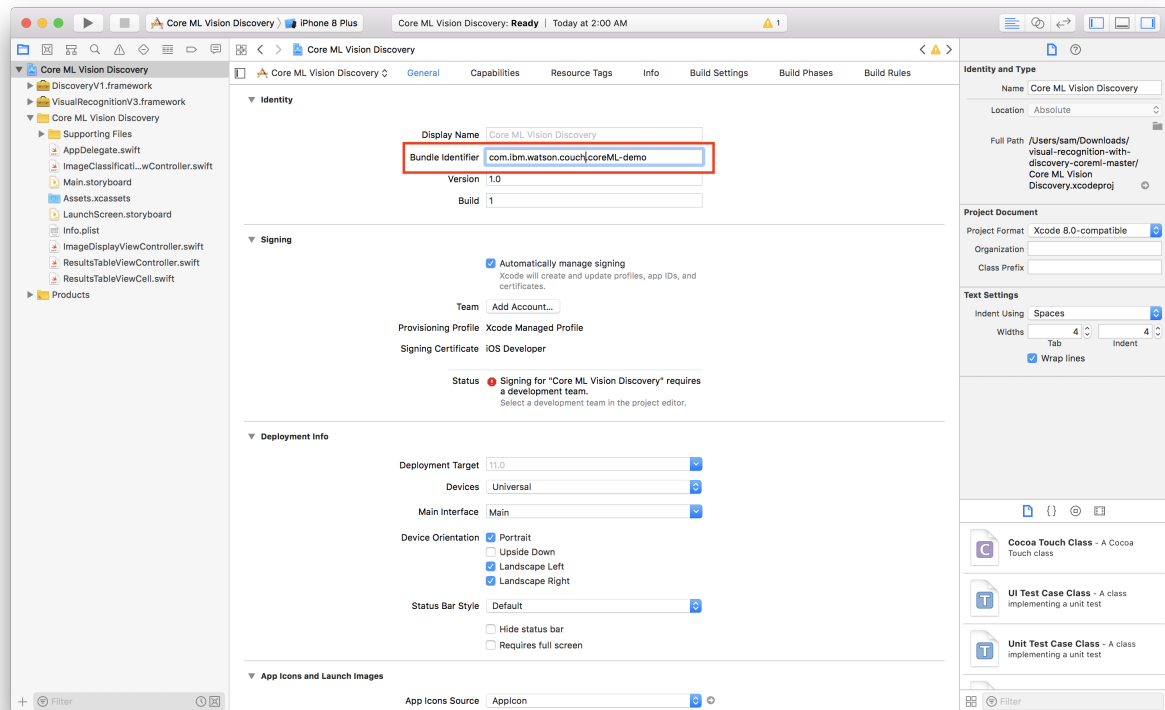 Core ML Vision Discovery
iPhone 8 Plus
Core ML Vision Discovery: Ready | Today at 2:00 AM
1
Core ML Vision Discovery
Core ML Vision Discovery
DiscoveryV1.framework
VisualRecognitionV3.framework
Core ML Vision Discovery
Supporting Files
AppDelegate.swift
ImageClassificati...wController.swift
Main.storyboard
Assets.xcassets
LaunchScreen.storyboard
Info.plist
ImageDisplayViewController.swift
ResultsTableViewController.swift
ResultsTableViewCell.swift
Products
Filter
Core ML Vision Discovery
General
Capabilities
Resource Tags
Info
Build Settings
Build Phases
Build Rules
Identity
Display Name Core ML Vision Discovery
Bundle Identifier com.ibm.watson.couch.coreML-demo
Version 1.0
Build 1
Signing
Automatically manage signing
Xcode will create and update profiles, app IDs, and
certificates.
Team Add Account...
Provisioning Profile Xcode Managed Profile
Signing Certificate iOS Developer
Status Signing for "Core ML Vision Discovery" requires
a development team.
Select a development team in the project editor.
Deployment Info
Deployment Target 11.0
Devices Universal
Main Interface Main
Device Orientation Portrait
Upside Down
Landscape Left
Landscape Right
Status Bar Style Default
Hide status bar
Requires full screen
App Icons and Launch Images
App Icons Source AppIcon
Identity and Type
Name Core ML Vision Discovery
Location Absolute
Full Path /Users/sam/Downloads/
visual-recognition-with-
discovery-coreml-master/
Core ML Vision
Discovery.xcodeproj
Project Document
Project Format Xcode 8.0-compatible
Organization
Class Prefix
Text Settings
Indent Using Spaces
Widths 4 4
Tab Indent
Wrap lines
{}
C
Cocoa Touch Class - A Cocoa
Touch class
T
UI Test Case Class - A class
implementing a unit test
T
Unit Test Case Class - A class
implementing a unit test
Filter